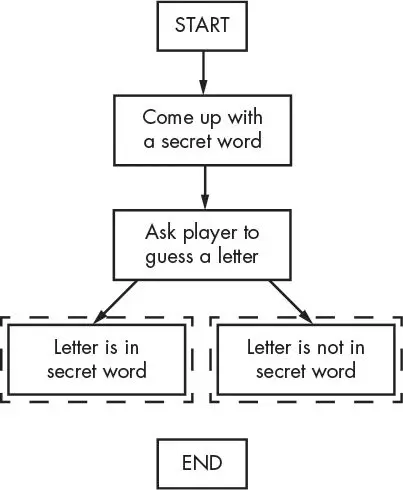 START
Come up with
a secret word
Ask player to
guess a letter
Letter is in
secret word
Letter is not in
secret word
END